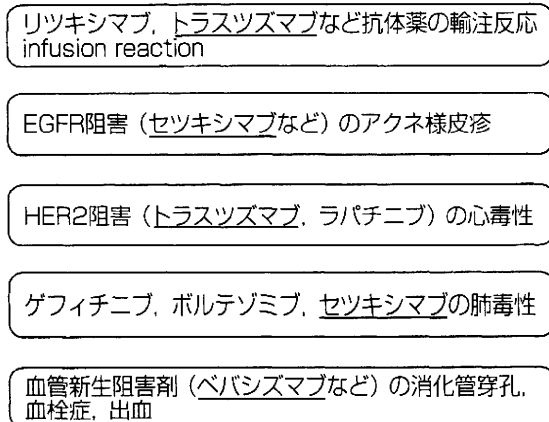 リツキシマブ，トラスツズマブなど抗体薬の輸注反応
infusion reaction
EGFR阻害（セツキシマブなど）のアクネ様皮疹
HER2阻害（トラスツズマブ，ラパチニブ）の心毒性
ゲフィチニブ，ボルテゾミブ，セツキシマブの肺毒性
血管新生阻害剤（ベバシズマブなど）の消化管穿孔，
血栓症，出血